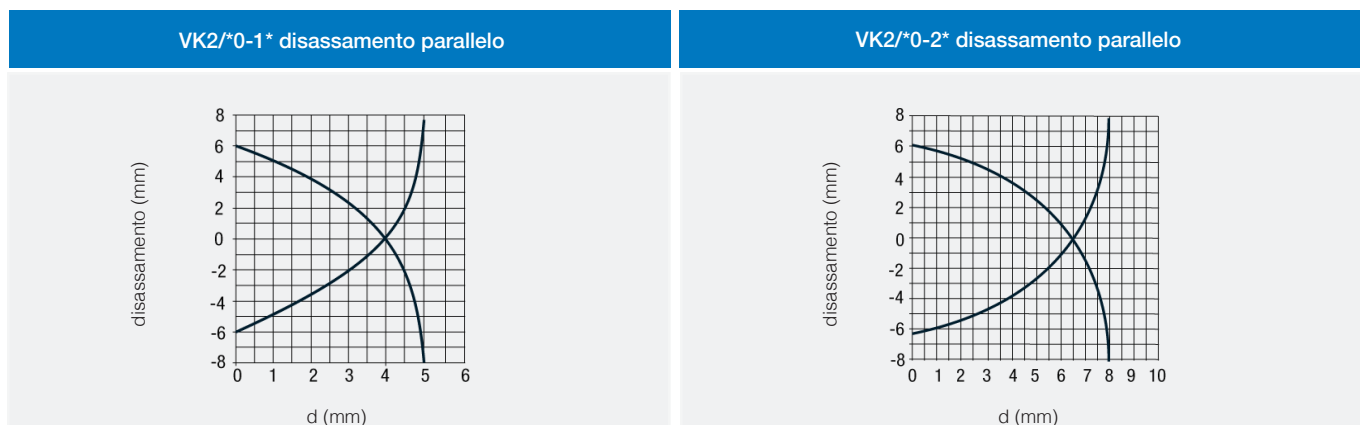 VK2/*0-1* disassamento parallelo
8
6
4
2
0
-2
-4
-6
-8
disassamento (mm)
0 1 2 3 4 5 6
d (mm)
VK2/*0-2* disassamento parallelo
8
6
4
2
0
-2
-4
-6
-8
disassamento (mm)
0 1 2 3 4 5 6 7 8 9 10
d (mm)